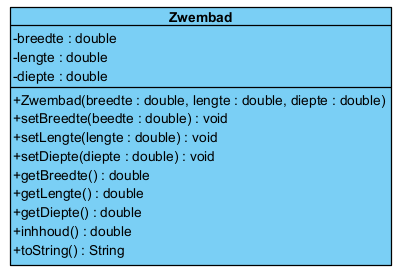 Zwembad
-breedte : double
-lengte : double
-diepte : double
+Zwembad(breedte : double, lengte : double, diepte : double)
+setBreedte(beedte : double) : void
+setLengte(lengte : double) : void
+setDiepte(diepte : double) : void
+getBreedte() : double
+getLengte() : double
+getDiepte() : double
+inhhoud() : double
+toString() : String